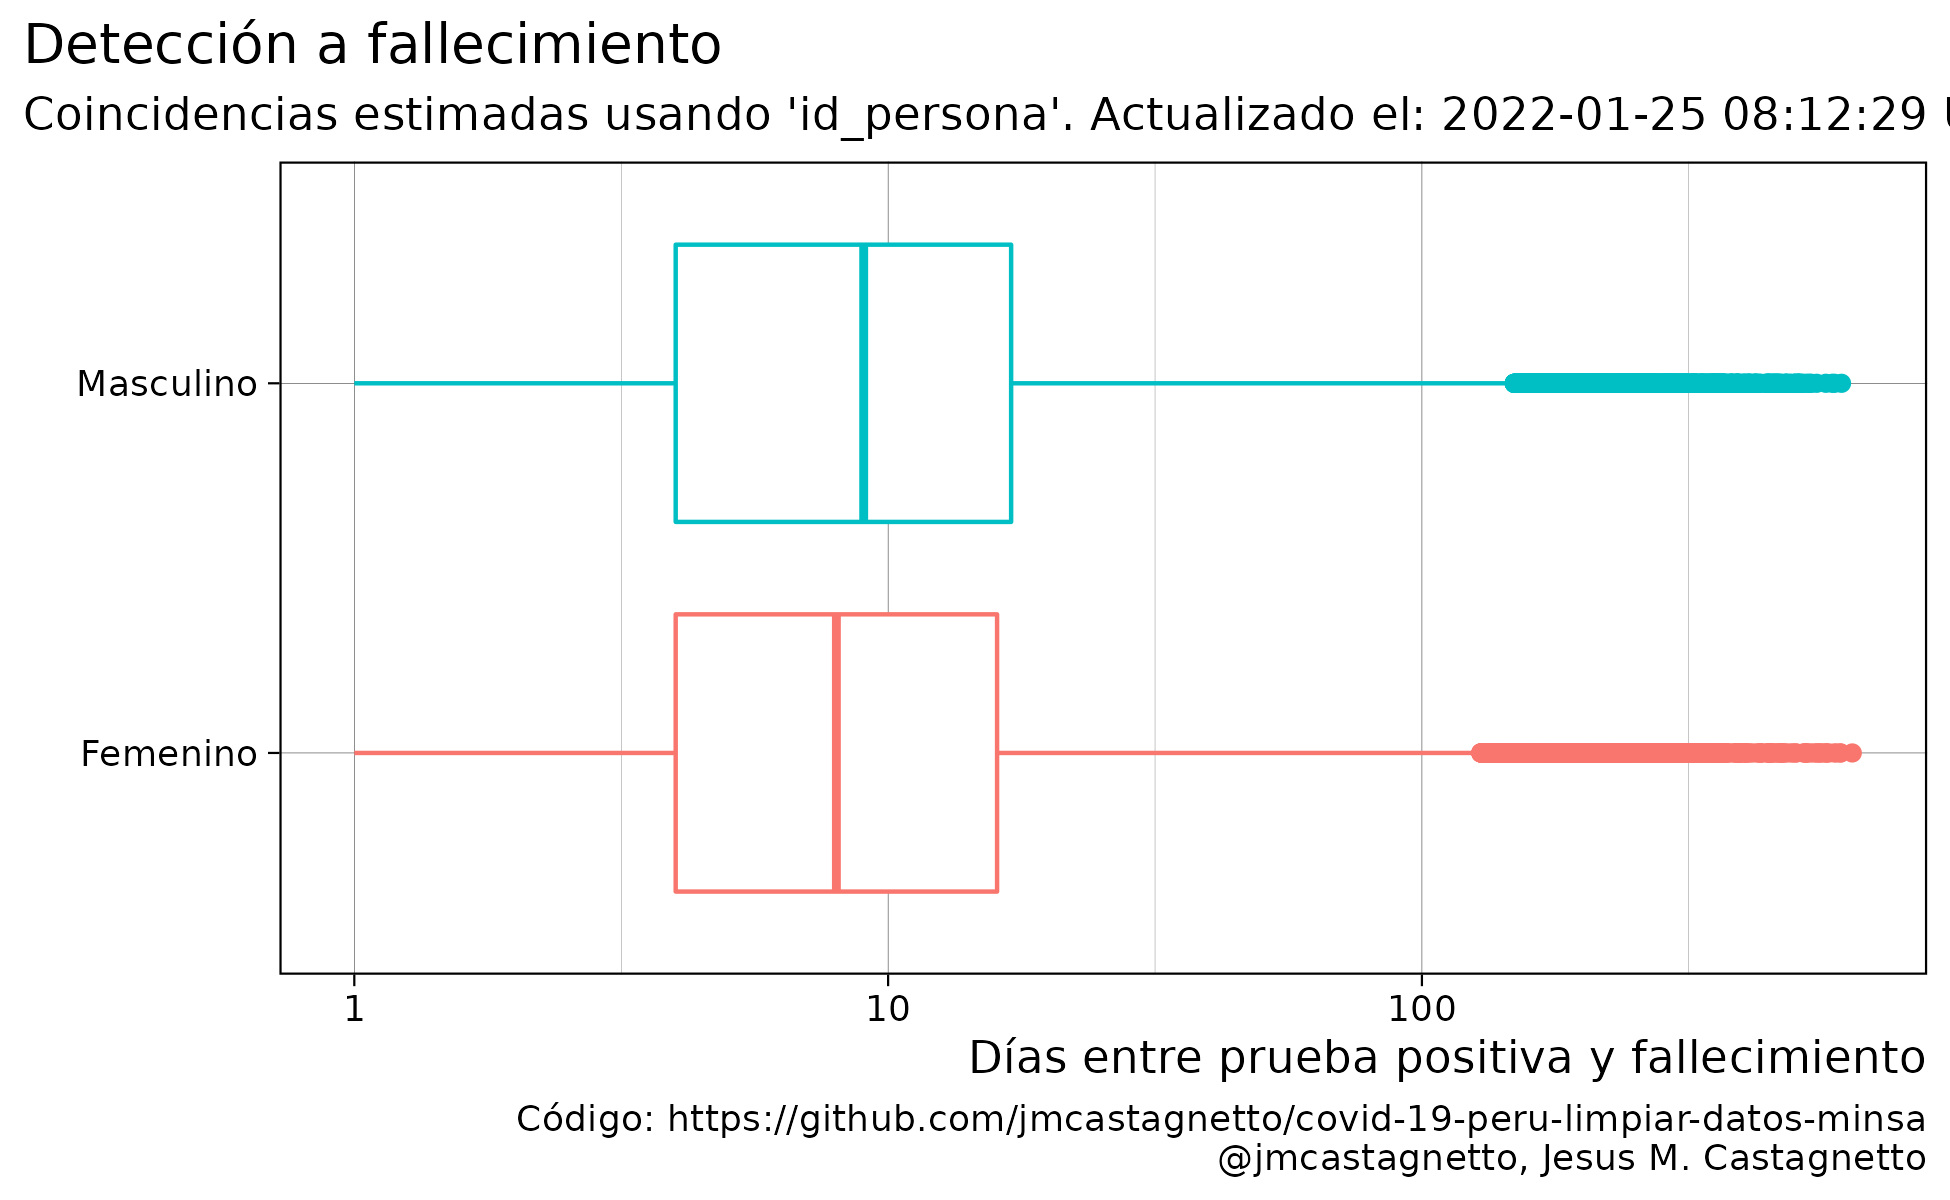 Detección a fallecimiento
Coincidencias estimadas usando 'id_persona'. Actualizado el: 2022-01-25 08:12:29
Masculino
Femenino
1 10 100
Días entre prueba positiva y fallecimiento
Código: https://github.com/jmcastagnetto/covid-19-peru-limpiar-datos-minsa
@jmcastagnetto, Jesus M. Castagnetto